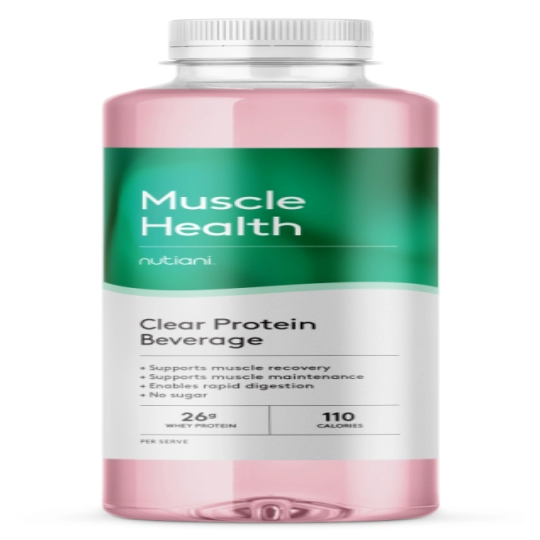 Muscle
Health
nutiani™
Clear Protein
Beverage
+ Supports muscle recovery
+ Supports muscle maintenance
+ Enables rapid digestion
+ No sugar
26g
WHEY PROTEIN
110
CALORIES
PER SERVE